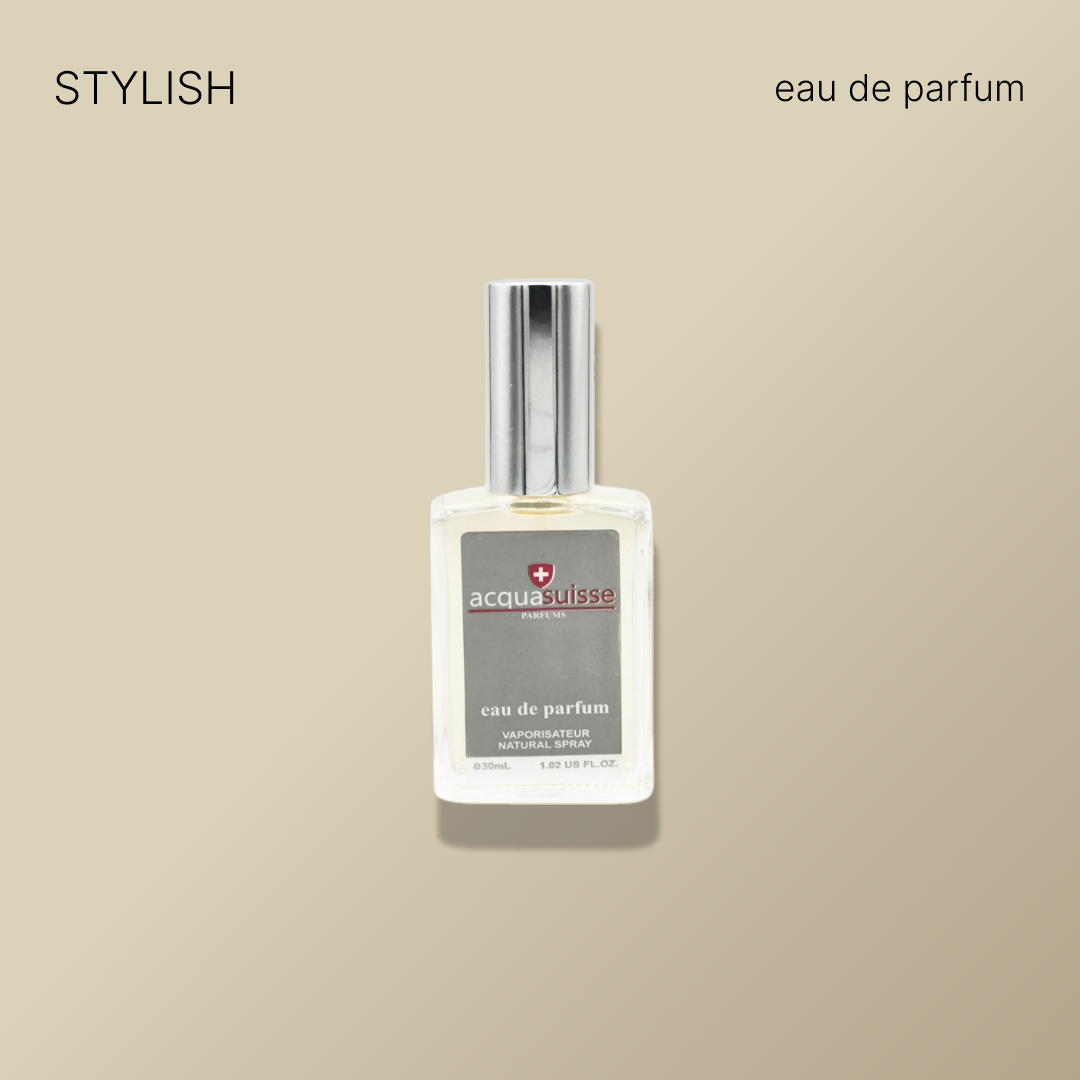 STYLISH
eau de parfum
acquasuisse
PARFUMS
eau de parfum
VAPORISATEUR
NATURAL SPRAY
℮30mL 1.02 US FL.OZ.